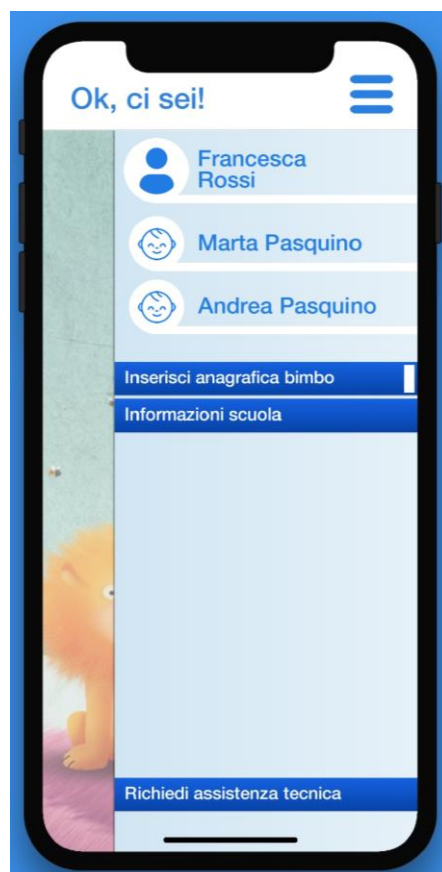 Ok, ci sei!
Francesca
Rossi
Marta Pasquino
Andrea Pasquino
Inserisci anagrafica bimbo
Informazioni scuola
Richiedi assistenza tecnica